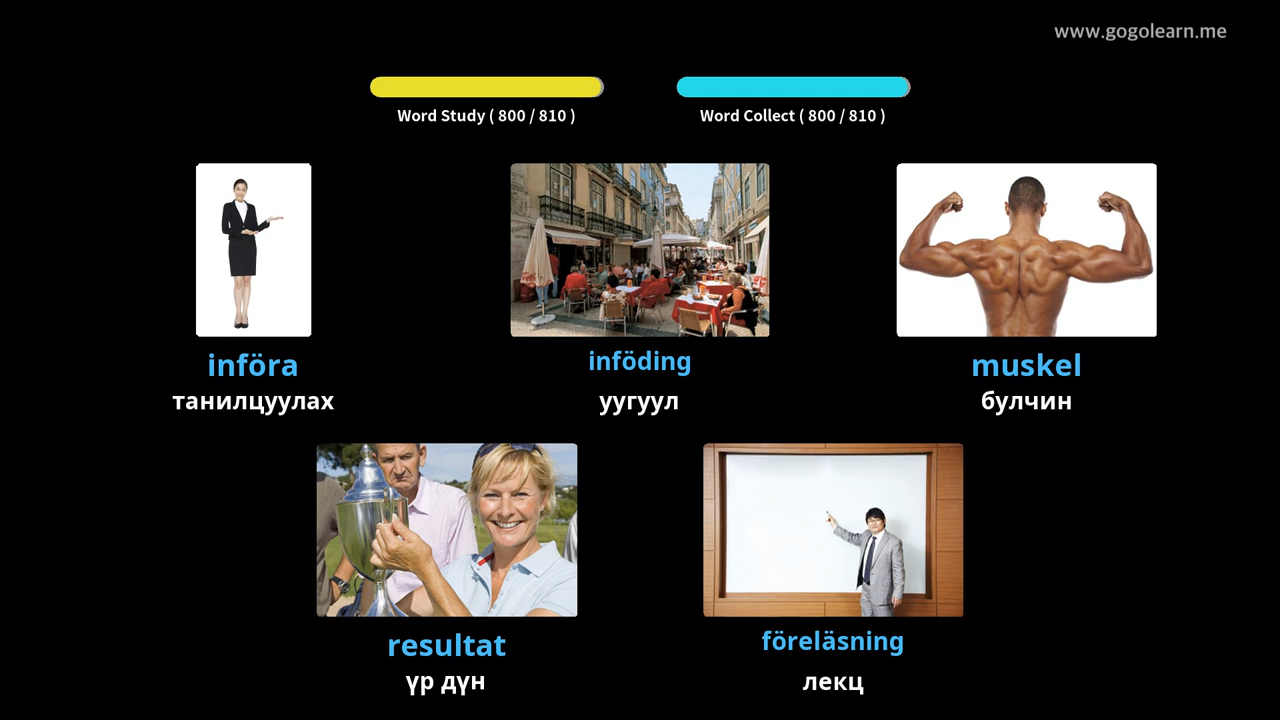 www.gogolearn.me
Word Study ( 800 / 810 )
Word Collect ( 800 / 810 )
införa
танилцуулах
inföding
уугуул
muskel
булчин
resultat
үр дүн
föreläsning
лекц